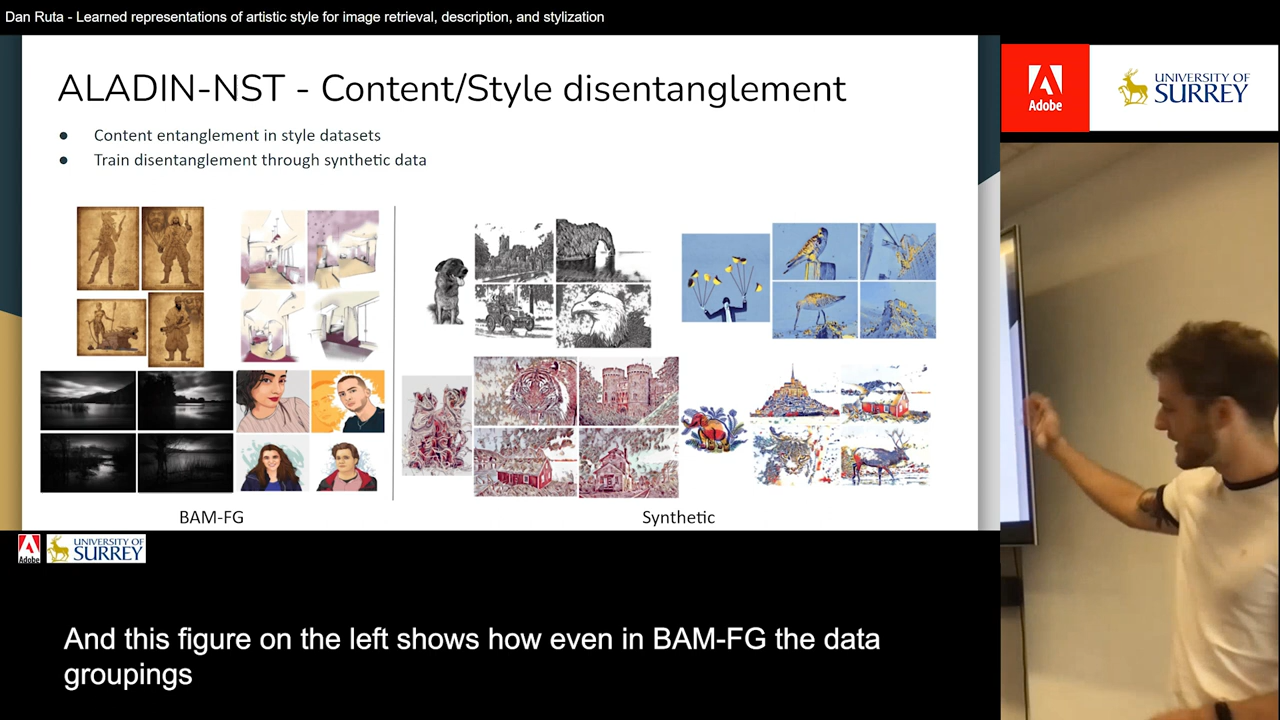 Dan Ruta - Learned representations of artistic style for image retrieval, description, and stylization
ALADIN-NST - Content/Style disentanglement
● Content entanglement in style datasets
● Train disentanglement through synthetic data
BAM-FG
Synthetic
Adobe
UNIVERSITY OF
SURREY
Adobe
UNIVERSITY OF
SURREY
And this figure on the left shows how even in BAM-FG the data
groupings